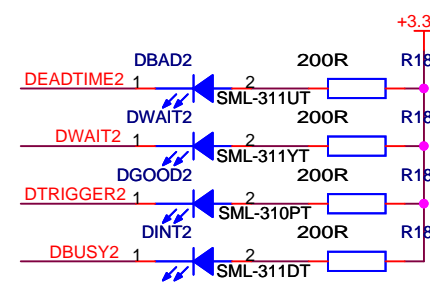 +3.3
DBAD2 200R R18
DEADTIME2 1 2
SML-311UT
DWAIT2 200R R18
DWAIT2 1 2
SML-311YT
DGOOD2 200R R18
DTRIGGER2 1 2
SML-310PT
DINT2 200R R18
DBUSY2 1 2
SML-311DT